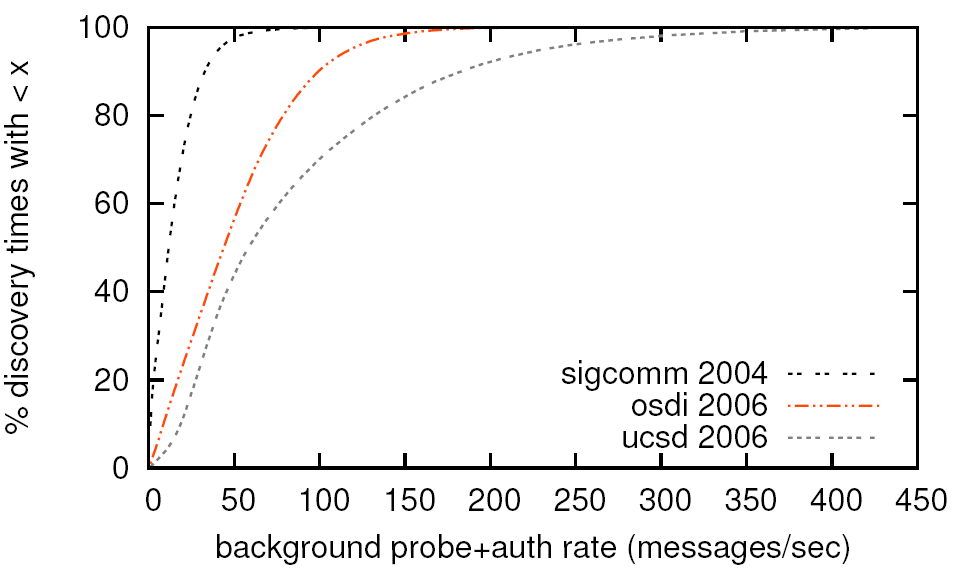 % discovery times with < x
100
80
60
40
20
0
sigcomm 2004
osdi 2006
ucsd 2006
0 50 100 150 200 250 300 350 400 450
background probe+auth rate (messages/sec)